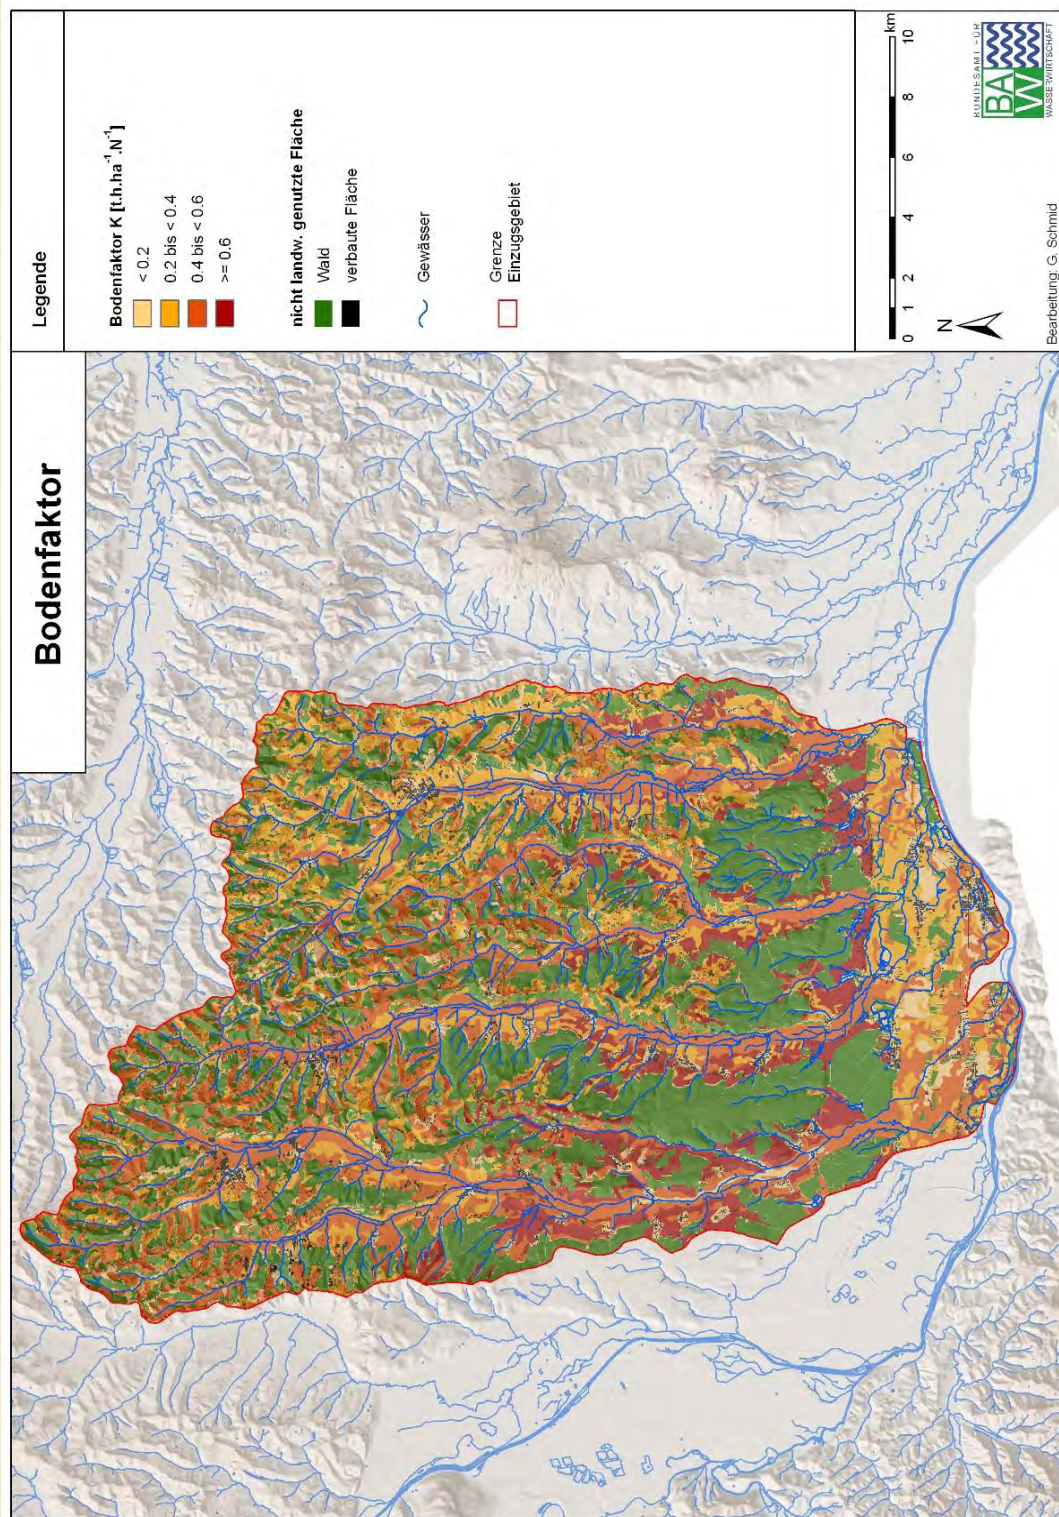 Bodenfaktor
Legende
Bodenfaktor K [t.h.ha⁻¹.N⁻¹]
< 0.2
0.2 bis < 0.4
0.4 bis < 0.6
>= 0.6
nicht landw. genutzte Fläche
Wald
verbaute Fläche
Gewässer
Grenze
Einzugsgebiet
km
0 1 2 4 6 8 10
N
BUNDESAMT FÜR
BAW
WASSERWIRTSCHAFT
Bearbeitung: G. Schmid